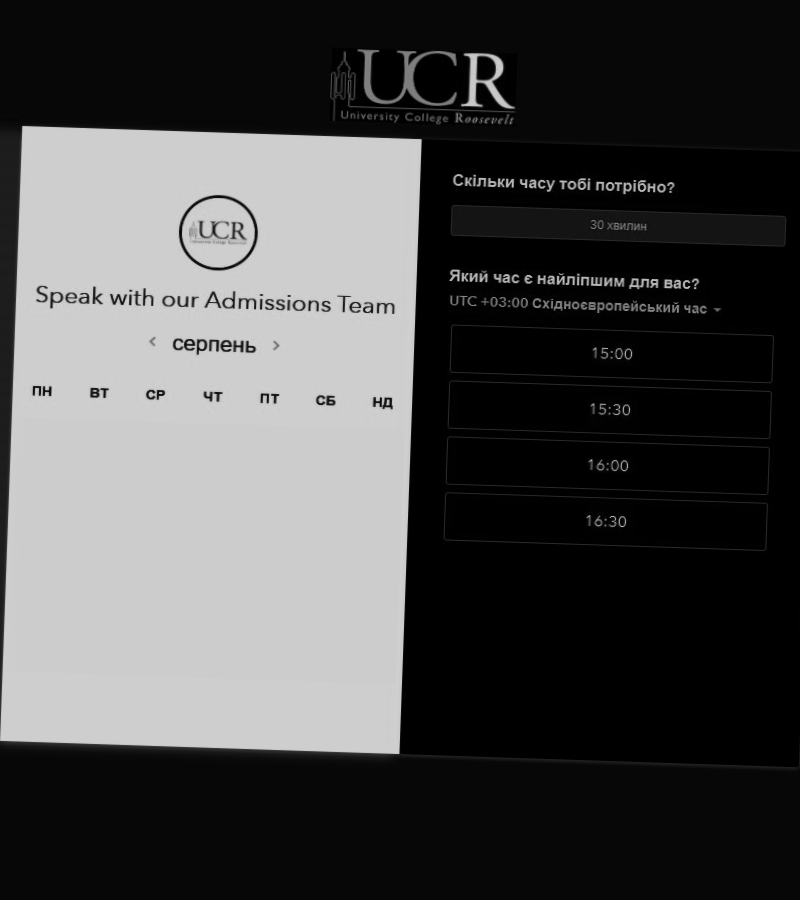 UCR
University College Roosevelt
UCR
University College Roosevelt
Speak with our Admissions Team
серпень
ПН ВТ СР ЧТ ПТ СБ НД
Скільки часу тобі потрібно?
30 хвилин
Який час є найліпшим для вас?
UTC +03:00 Східноєвропейський час
15:00
15:30
16:00
16:30